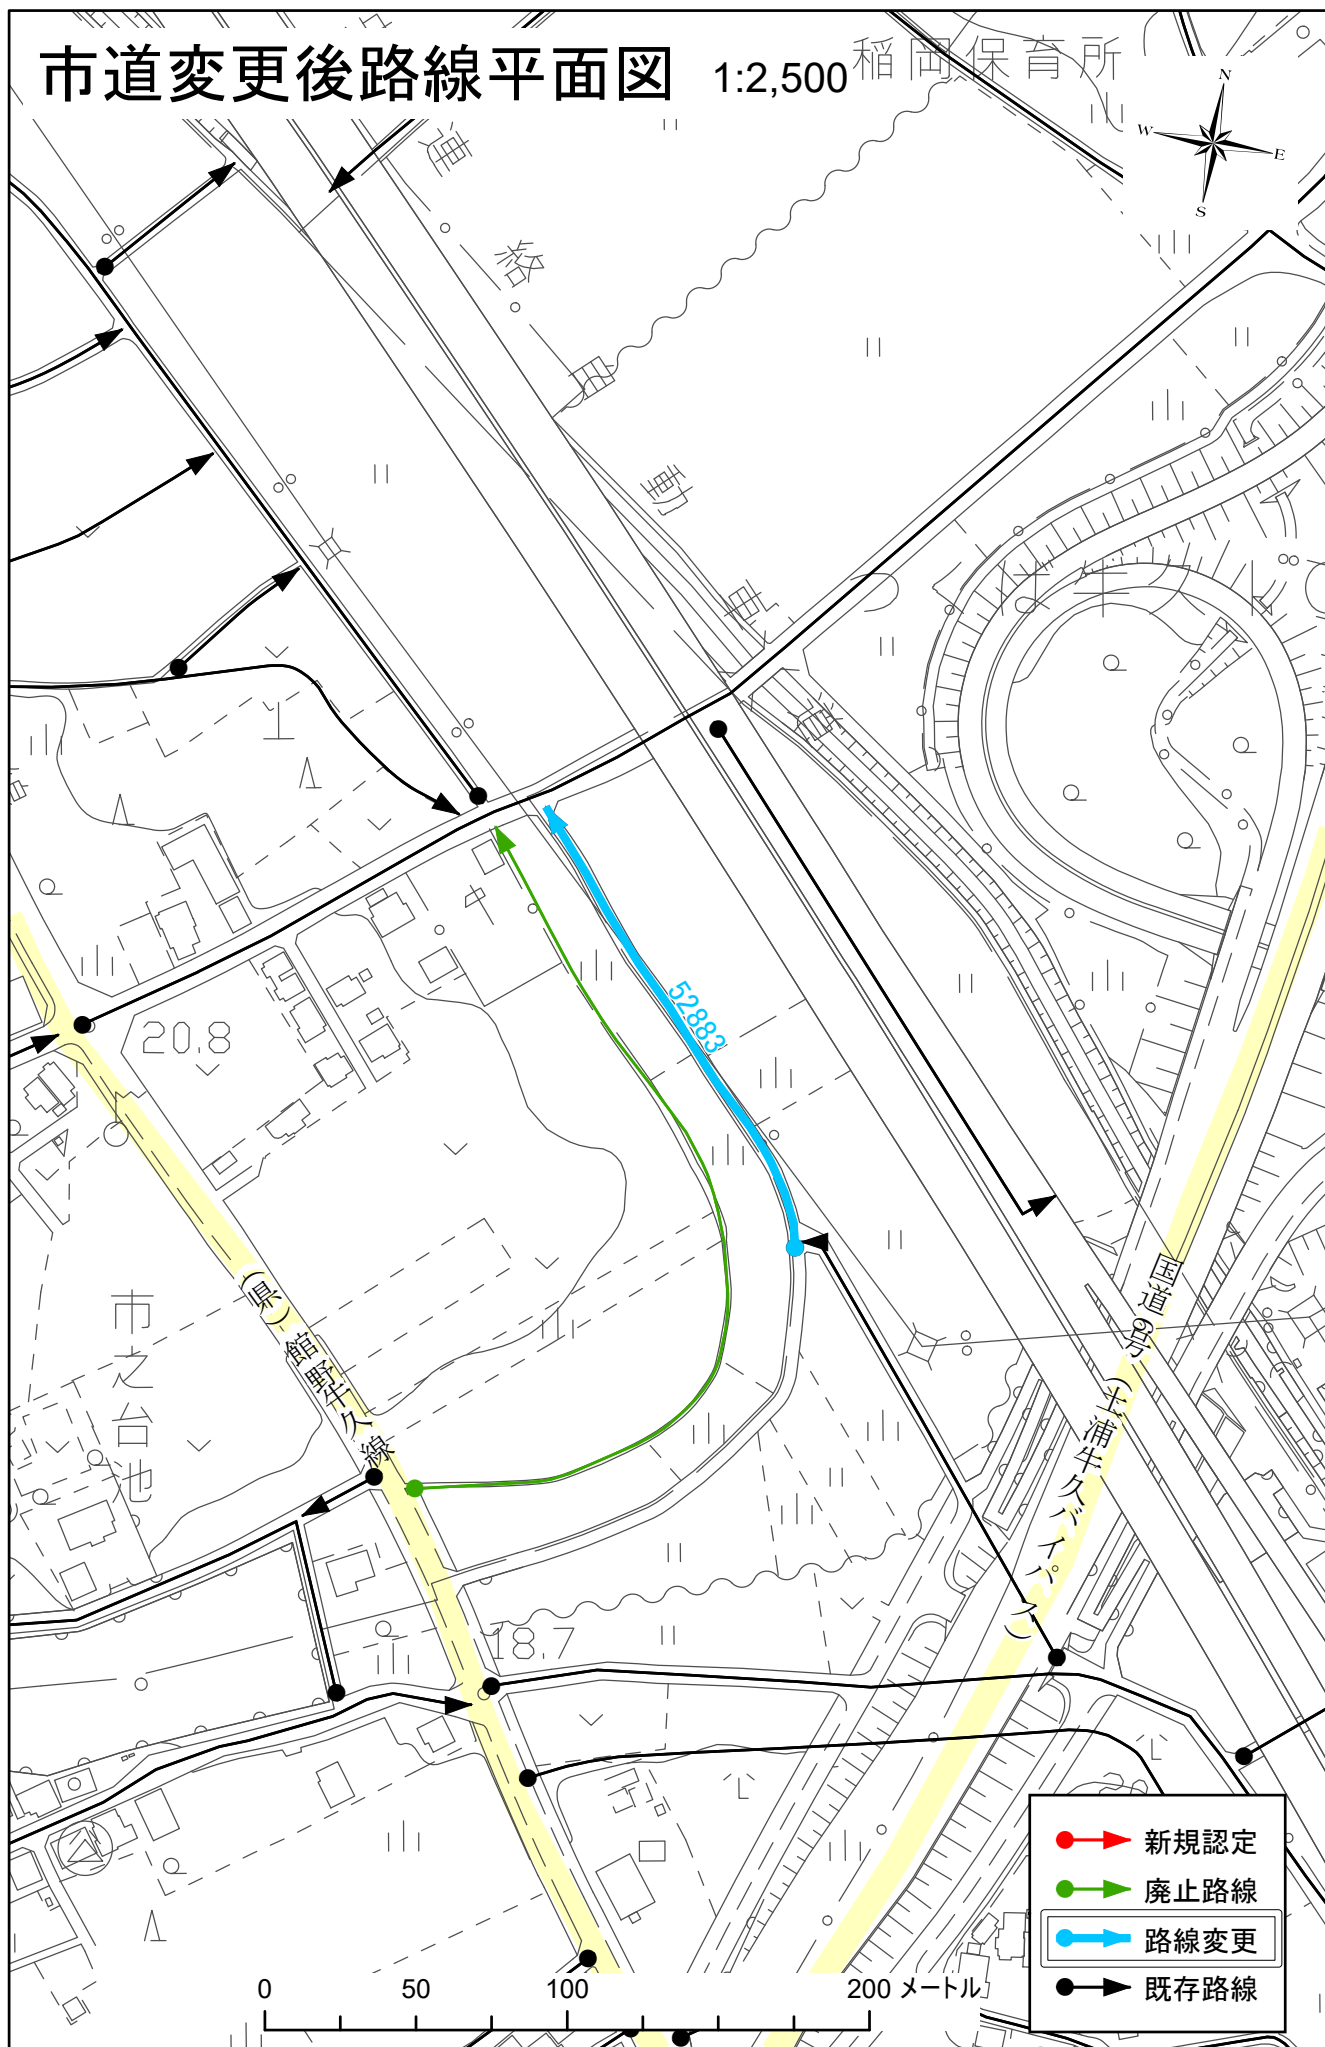 市道変更後路線平面図 1:2,500
稲岡保育所
N
W
E
S
52883
20.8
(県)館野牛久線
市之台池
国道6号(土浦牛久バイパス)
18.7
新規認定
廃止路線
路線変更
既存路線
0 50 100 200 メートル